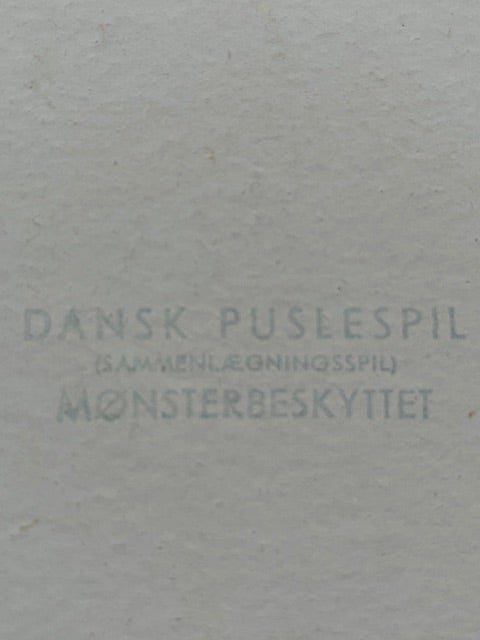 DANSK PUSLESPIL
(SAMMENLÆGNINGSSPIL)
MØNSTERBESKYTTET